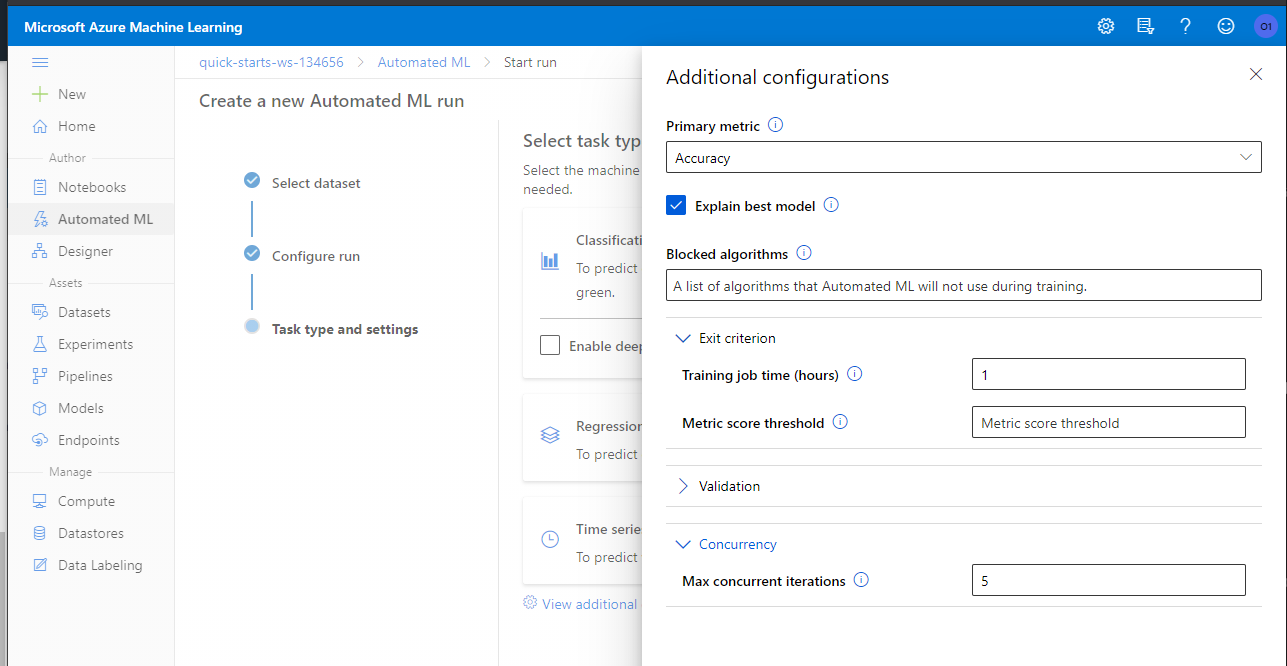 Microsoft Azure Machine Learning
O1
quick-starts-ws-134656 > Automated ML > Start run
New
Home
Author
Notebooks
Automated ML
Designer
Assets
Datasets
Experiments
Pipelines
Models
Endpoints
Manage
Compute
Datastores
Data Labeling
Create a new Automated ML run
Select dataset
Configure run
Task type and settings
Select task typ
Select the machine
needed.
Classificati
To predict
green.
Enable deep
Regression
To predict
Time serie
To predict
View additional
Additional configurations
Primary metric
Accuracy
Explain best model
Blocked algorithms
A list of algorithms that Automated ML will not use during training.
Exit criterion
Training job time (hours) 1
Metric score threshold Metric score threshold
Validation
Concurrency
Max concurrent iterations 5